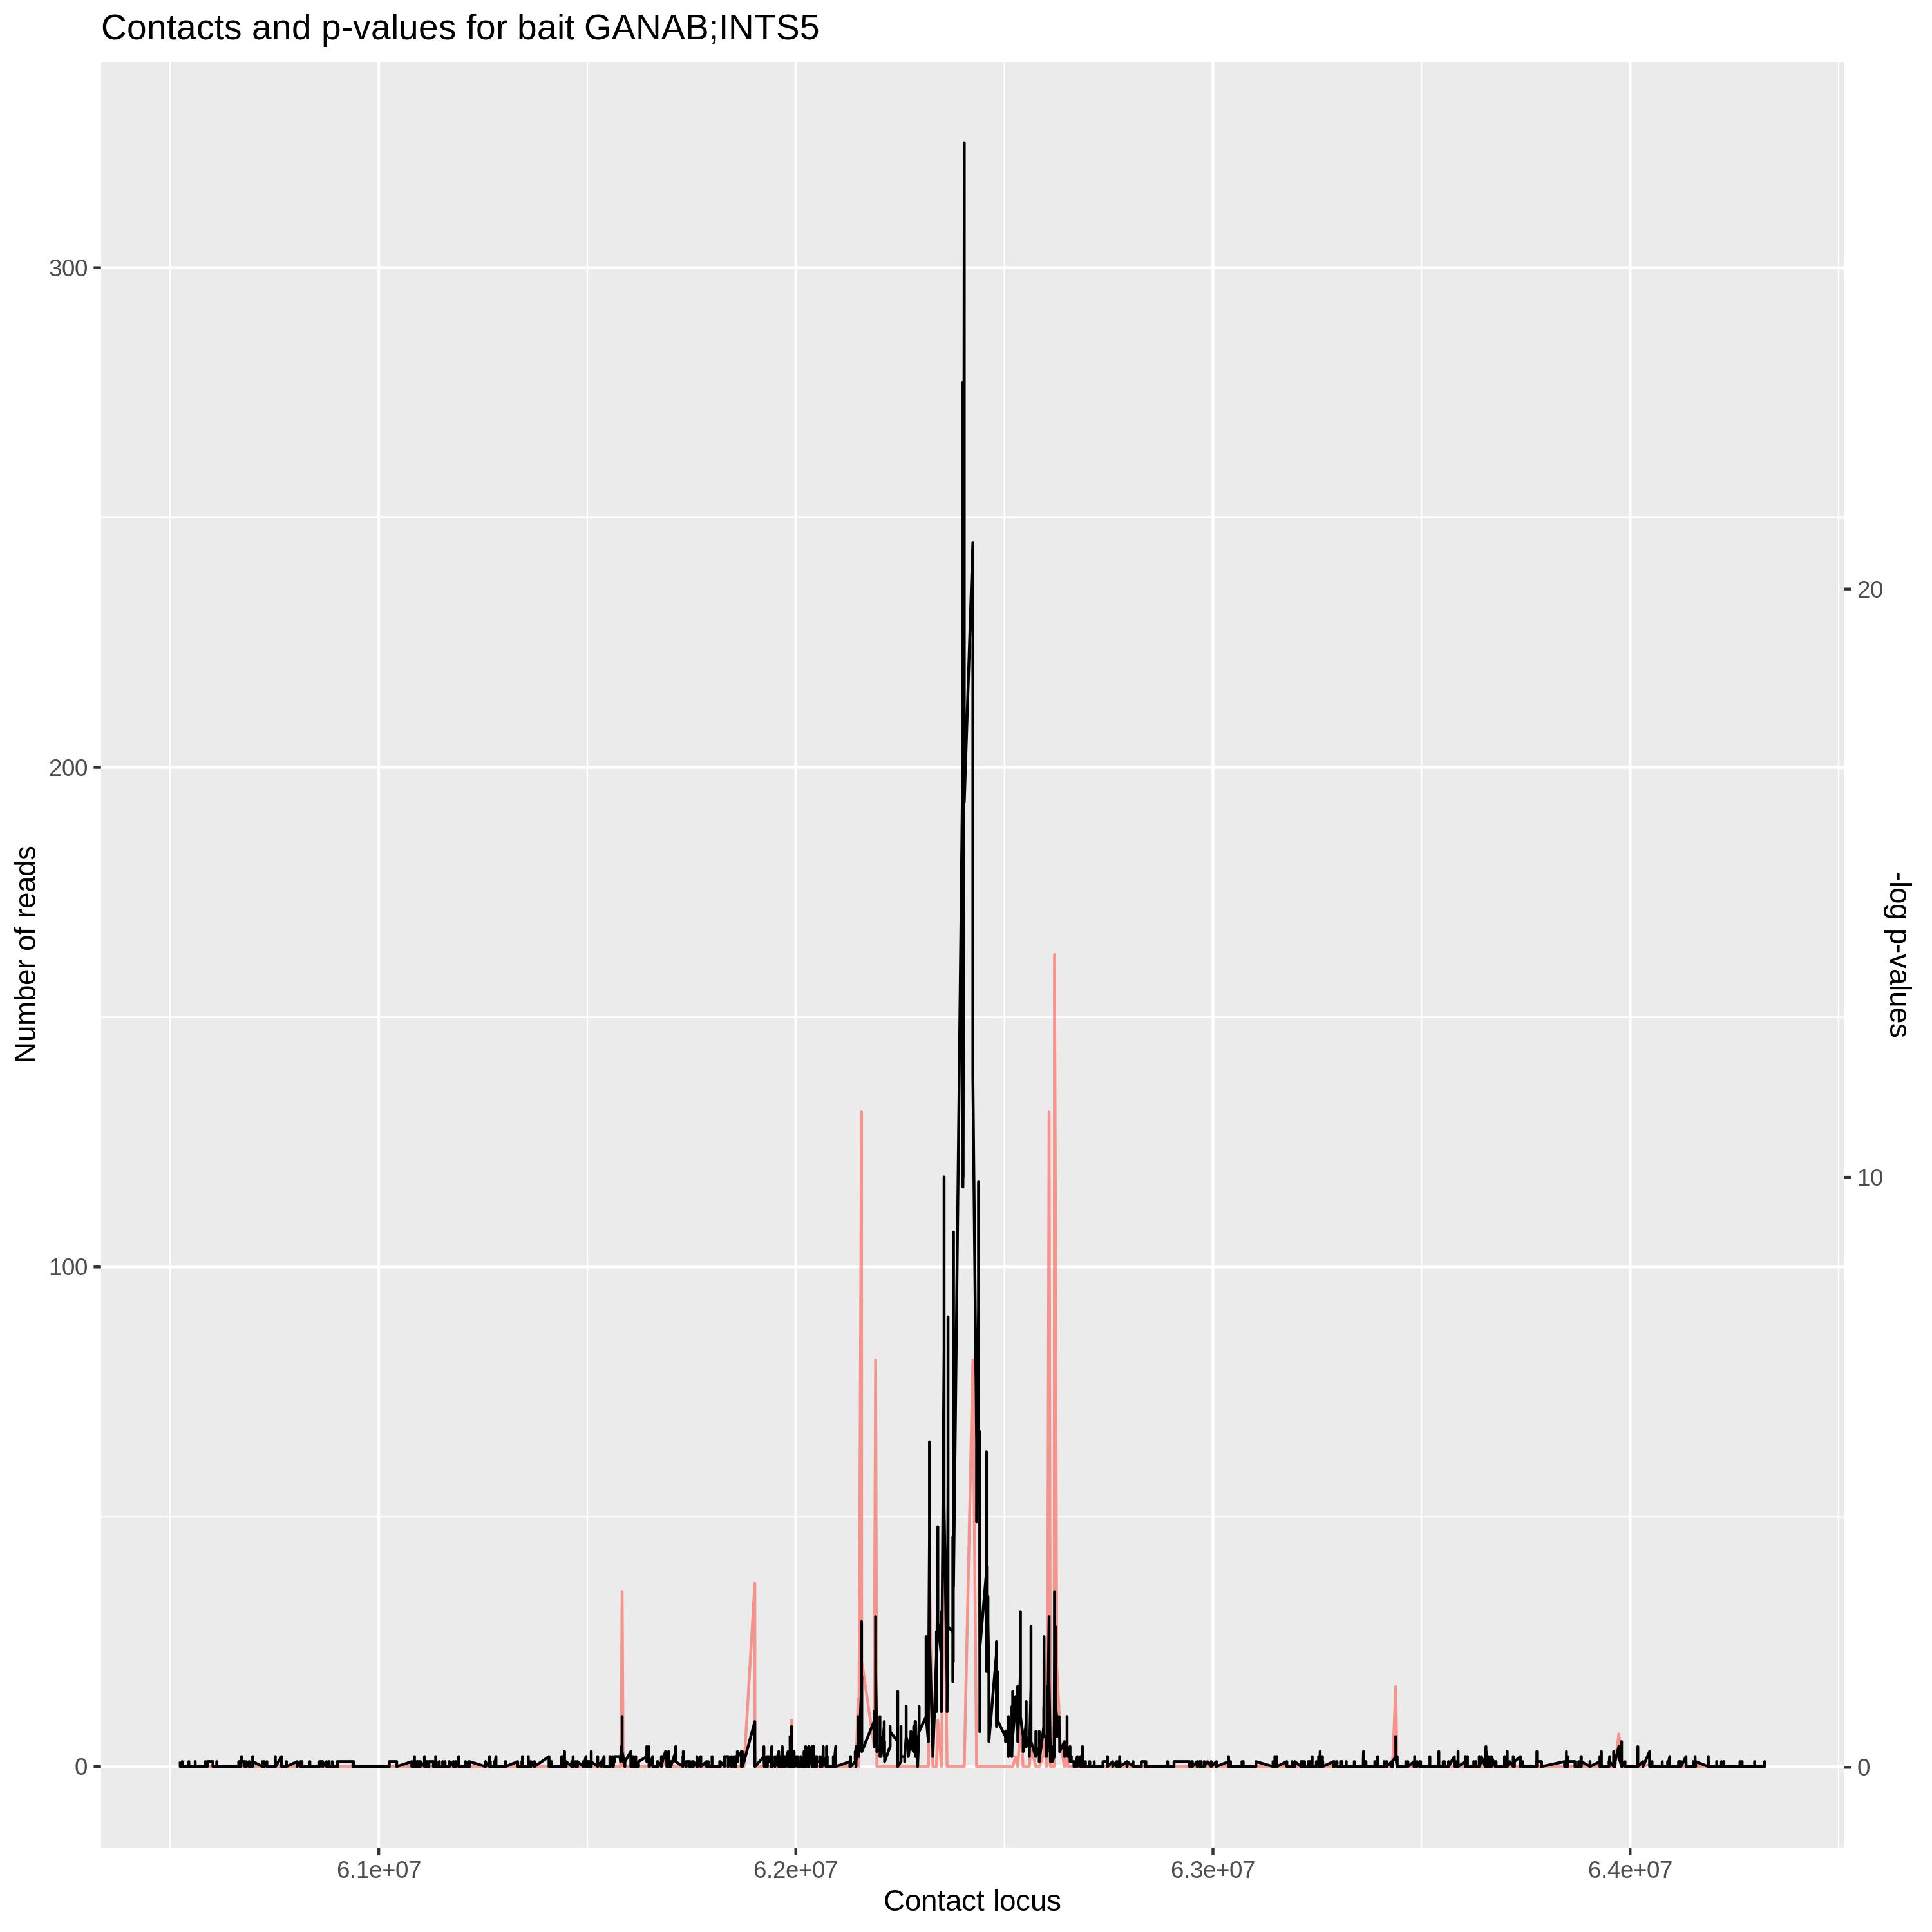 Contacts and p-values for bait GANAB;INTS5
300
200
100
0
Number of reads
20
10
0
-log p-values
6.1e+07
6.2e+07
6.3e+07
6.4e+07
Contact locus